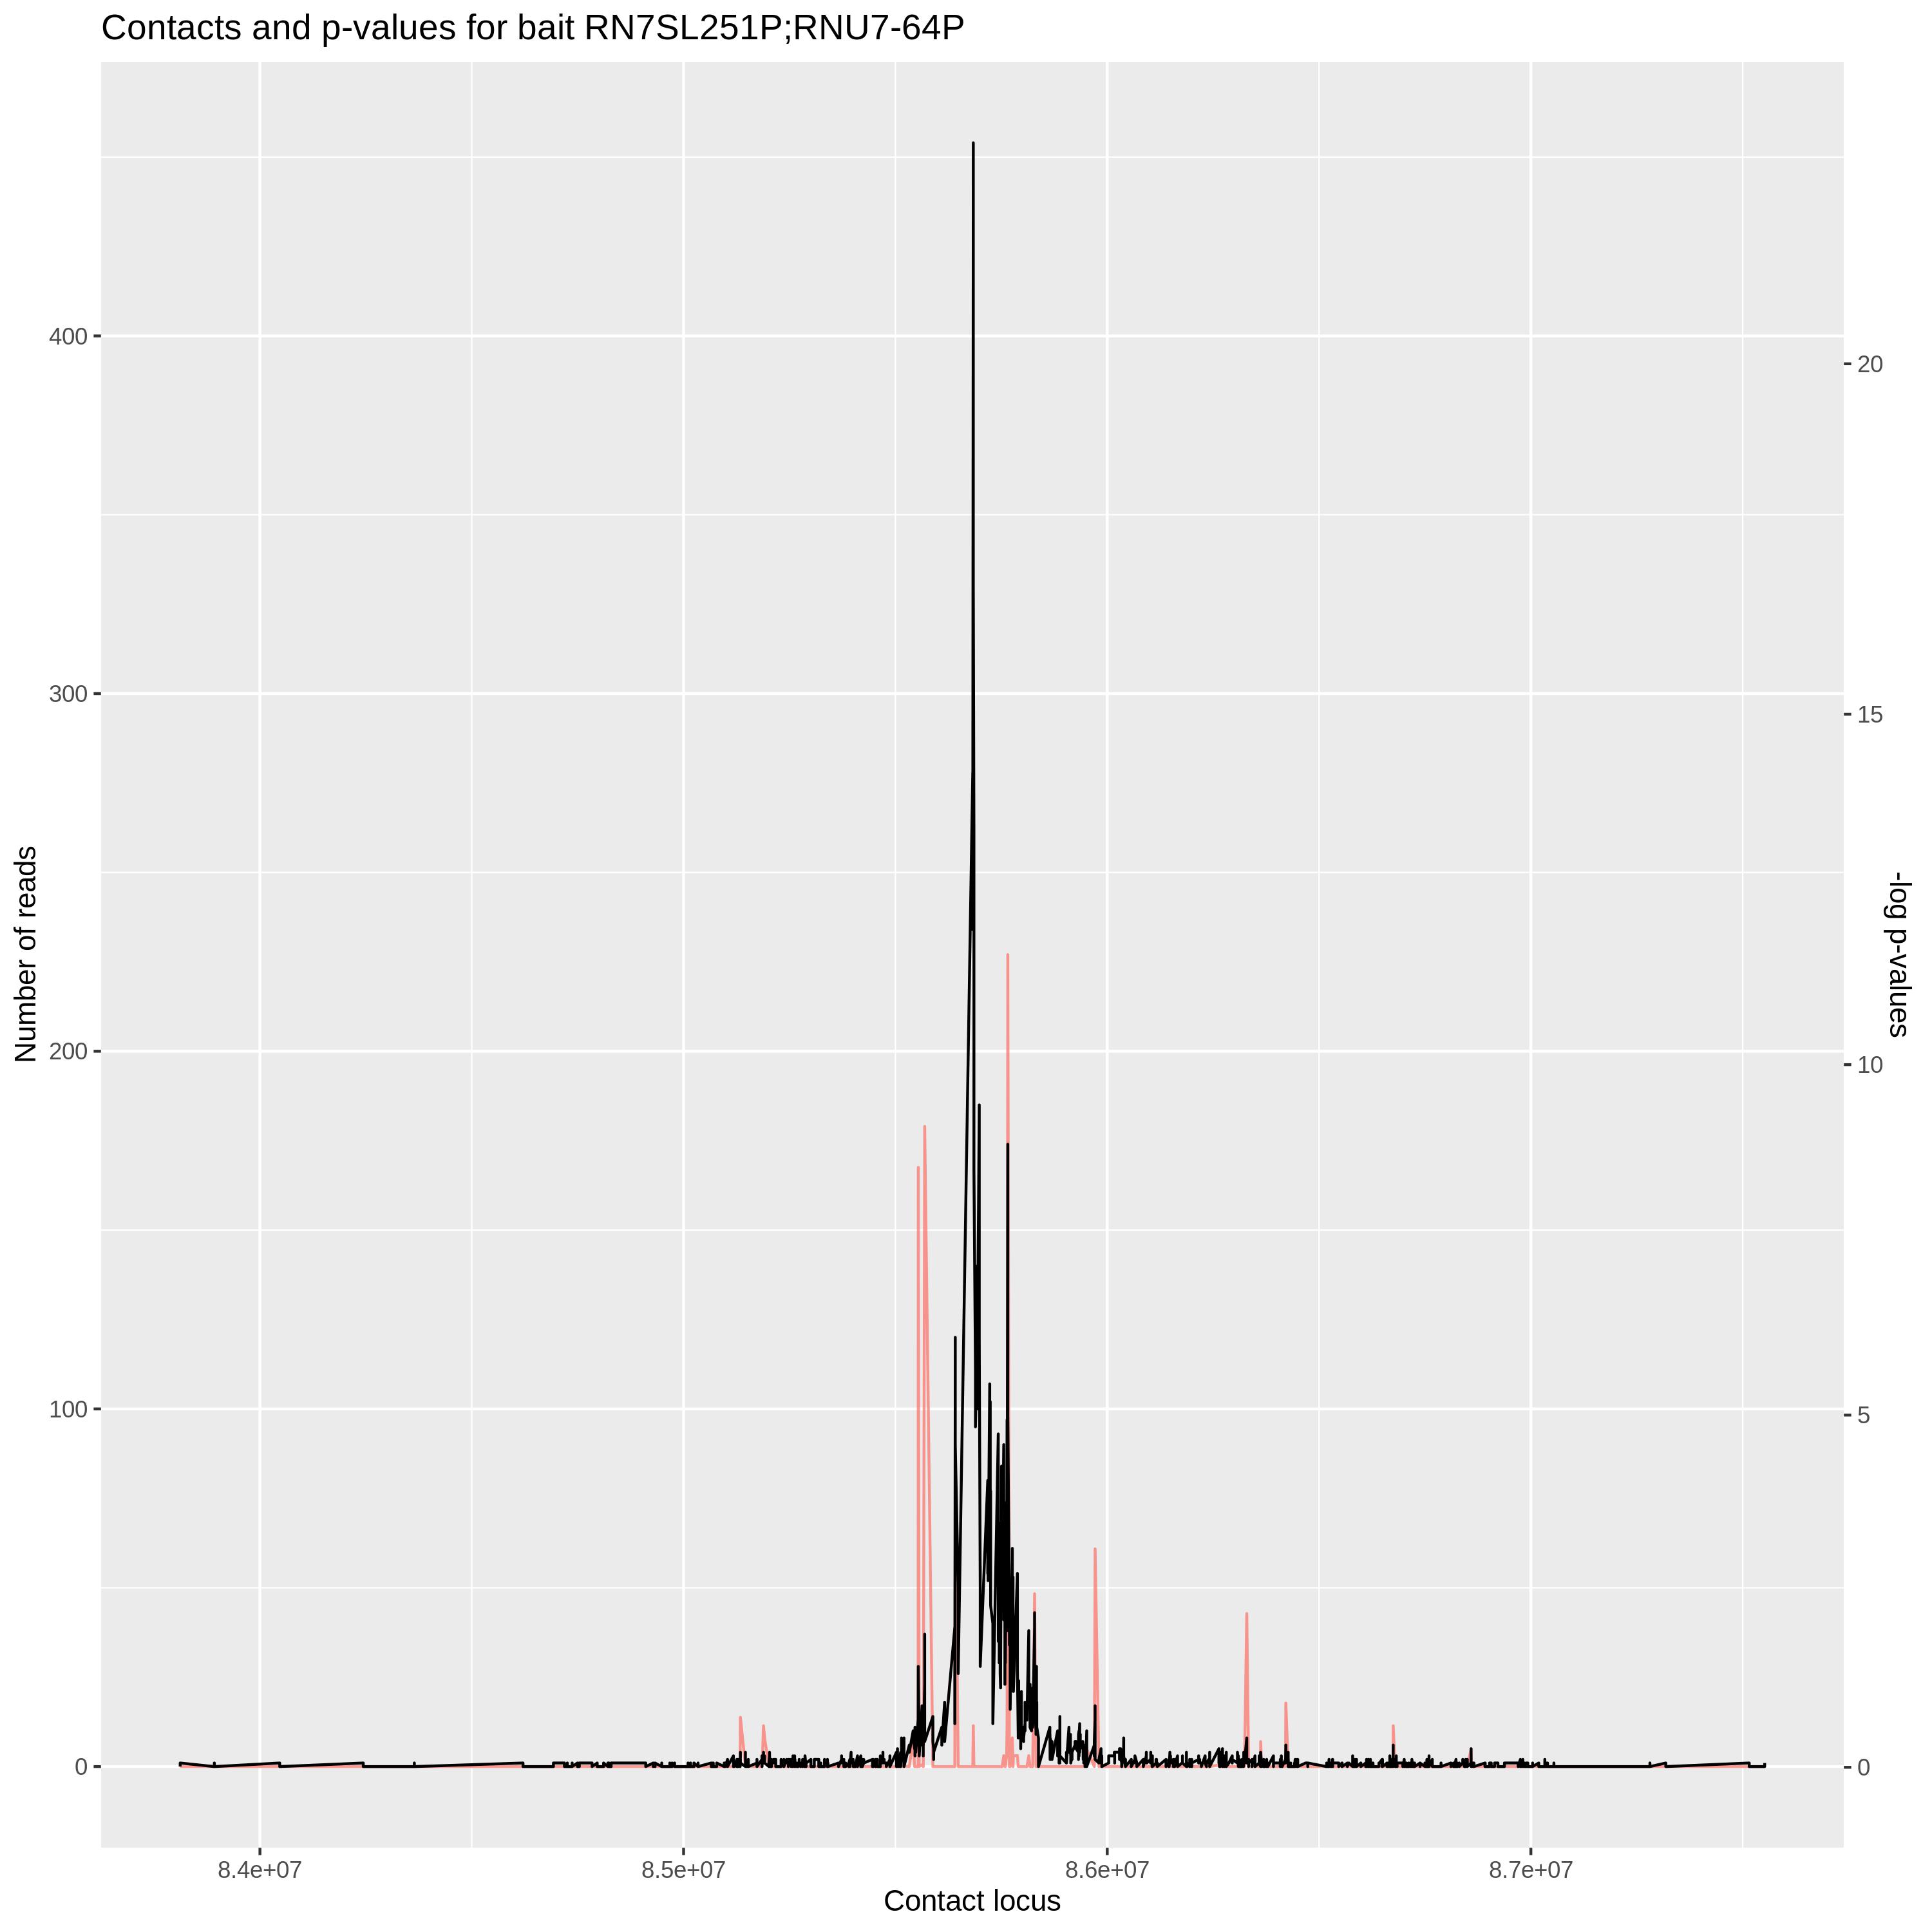 Contacts and p-values for bait RN7SL251P;RNU7-64P
Number of reads
400
300
200
100
0
20
15
10
5
0
-log p-values
8.4e+07
8.5e+07
8.6e+07
8.7e+07
Contact locus